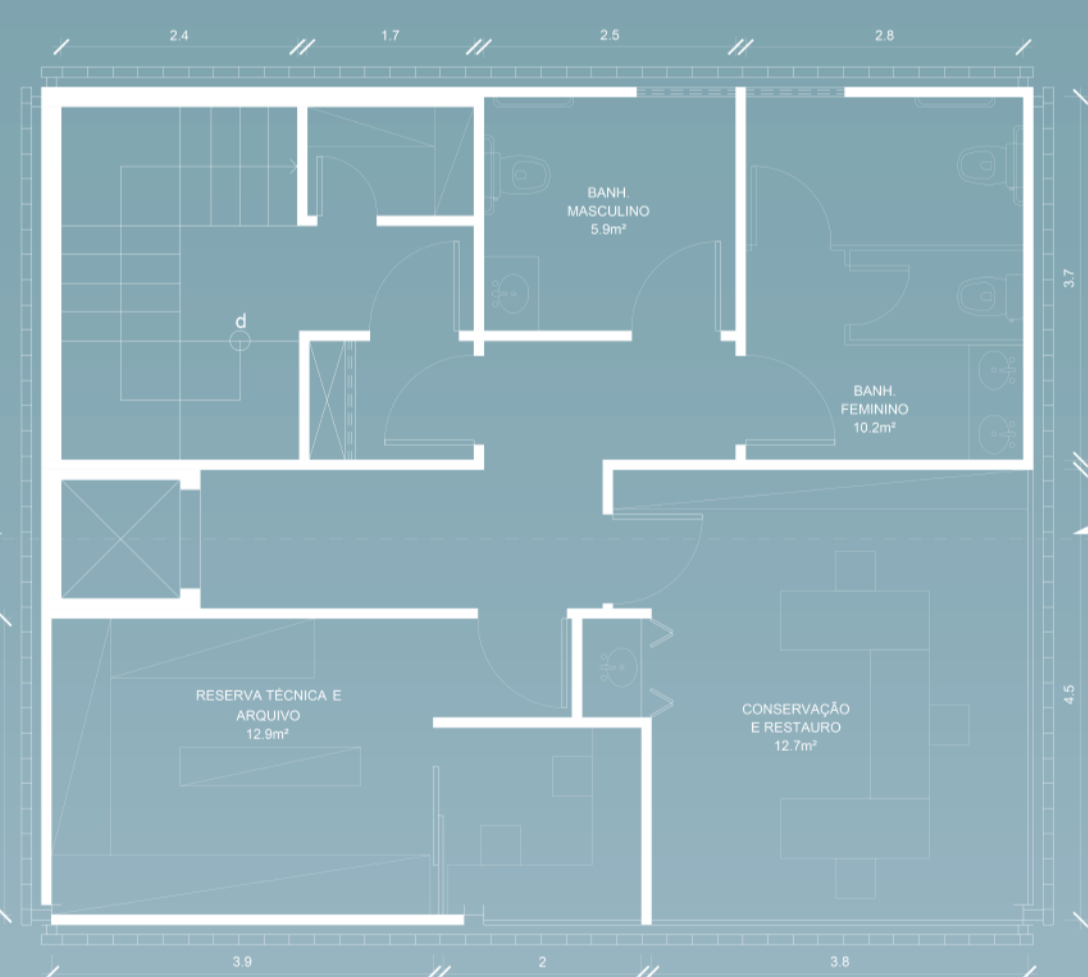 2.4
1.7
2.5
2.8
BANH.
MASCULINO
5.9m²
3.7
d
BANH.
FEMININO
10.2m²
RESERVA TÉCNICA E
ARQUIVO
12.9m²
CONSERVAÇÃO
E RESTAURO
12.7m²
4.5
3.9
2
3.8